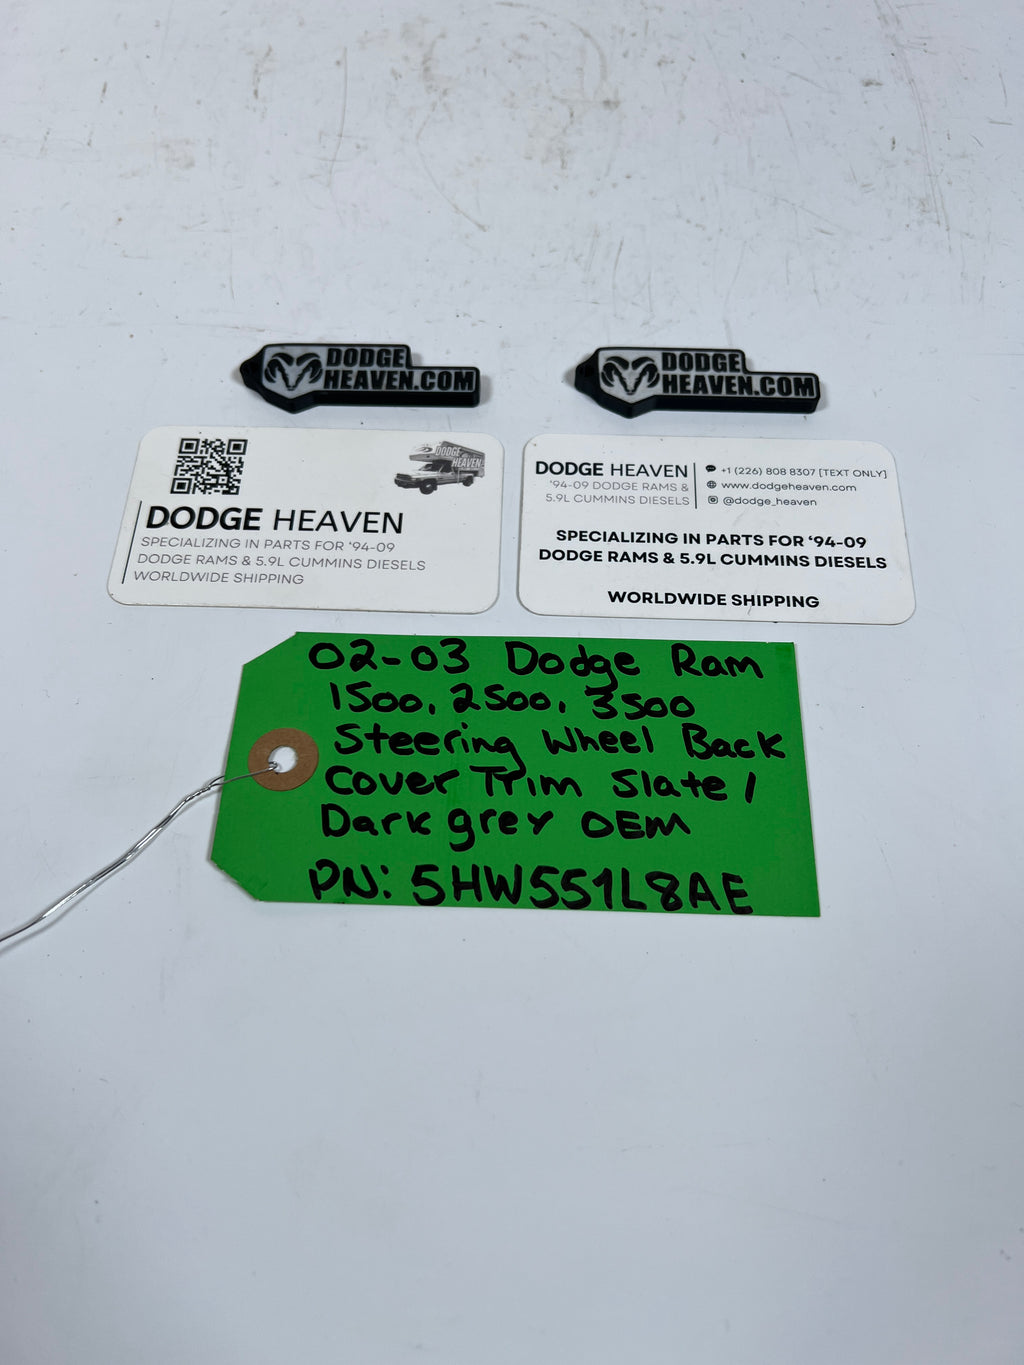 DODGE
HEAVEN.COM
DODGE
HEAVEN.COM
DODGE
HEAVEN
DODGE HEAVEN
SPECIALIZING IN PARTS FOR ‘94-09
DODGE RAMS & 5.9L CUMMINS DIESELS
WORLDWIDE SHIPPING
DODGE HEAVEN
‘94-09 DODGE RAMS &
5.9L CUMMINS DIESELS
+1 (226) 808 8307 [TEXT ONLY]
www.dodgeheaven.com
@dodge_heaven
SPECIALIZING IN PARTS FOR ‘94-09
DODGE RAMS & 5.9L CUMMINS DIESELS
WORLDWIDE SHIPPING
02-03 Dodge Ram
1500, 2500, 3500
Steering Wheel Back
Cover Trim Slate /
Dark grey OEM
PN: 5HW551L8AE